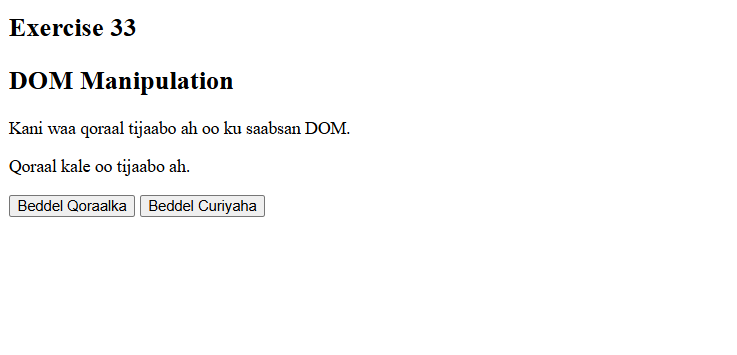 Exercise 33
DOM Manipulation
Kani waa qoraal tijaabo ah oo ku saabsan DOM.
Qoraal kale oo tijaabo ah.
Beddel Qoraalka Beddel Curiyaha